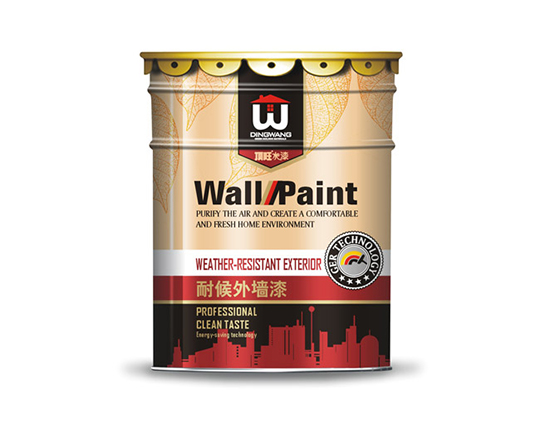 W
DINGWANG
顶旺木漆
Wall Paint
PURIFY THE AIR AND CREATE A COMFORTABLE
AND FRESH HOME ENVIRONMENT
WEATHER-RESISTANT EXTERIOR
GER TECHNOLOGY
耐候外墙漆
PROFESSIONAL
CLEAN TASTE
Energy-saving technology